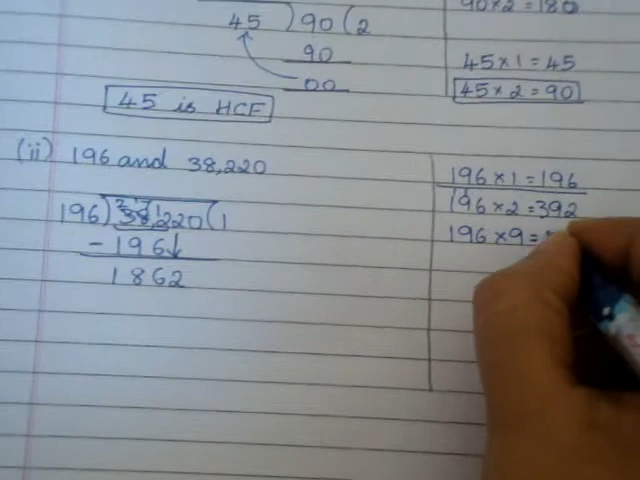 90×2=180
45 ) 90 ( 2
90
00
45×1=45
45×2=90
45 is HCF
(ii) 196 and 38,220
196×1=196
196×2=392
196×9=
196 ) 38,220 ( 1
- 196↓
1862